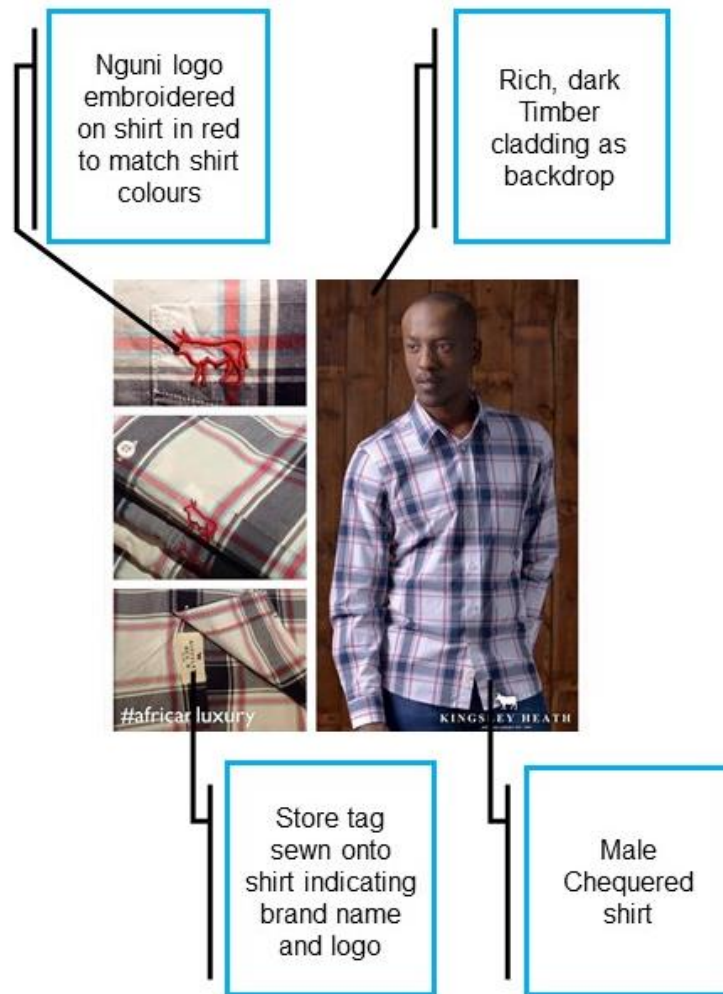 Nguni logo
embroidered
on shirt in red
to match shirt
colours
Rich, dark
Timber
cladding as
backdrop
#african luxury
KINGSLEY HEATH
Store tag
sewn onto
shirt indicating
brand name
and logo
Male
Chequered
shirt